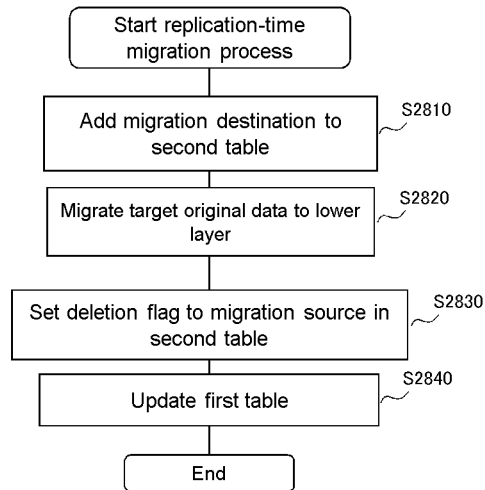 Start replication-time
migration process
S2810
Add migration destination to
second table
S2820
Migrate target original data to lower
layer
S2830
Set deletion flag to migration source in
second table
S2840
Update first table
End